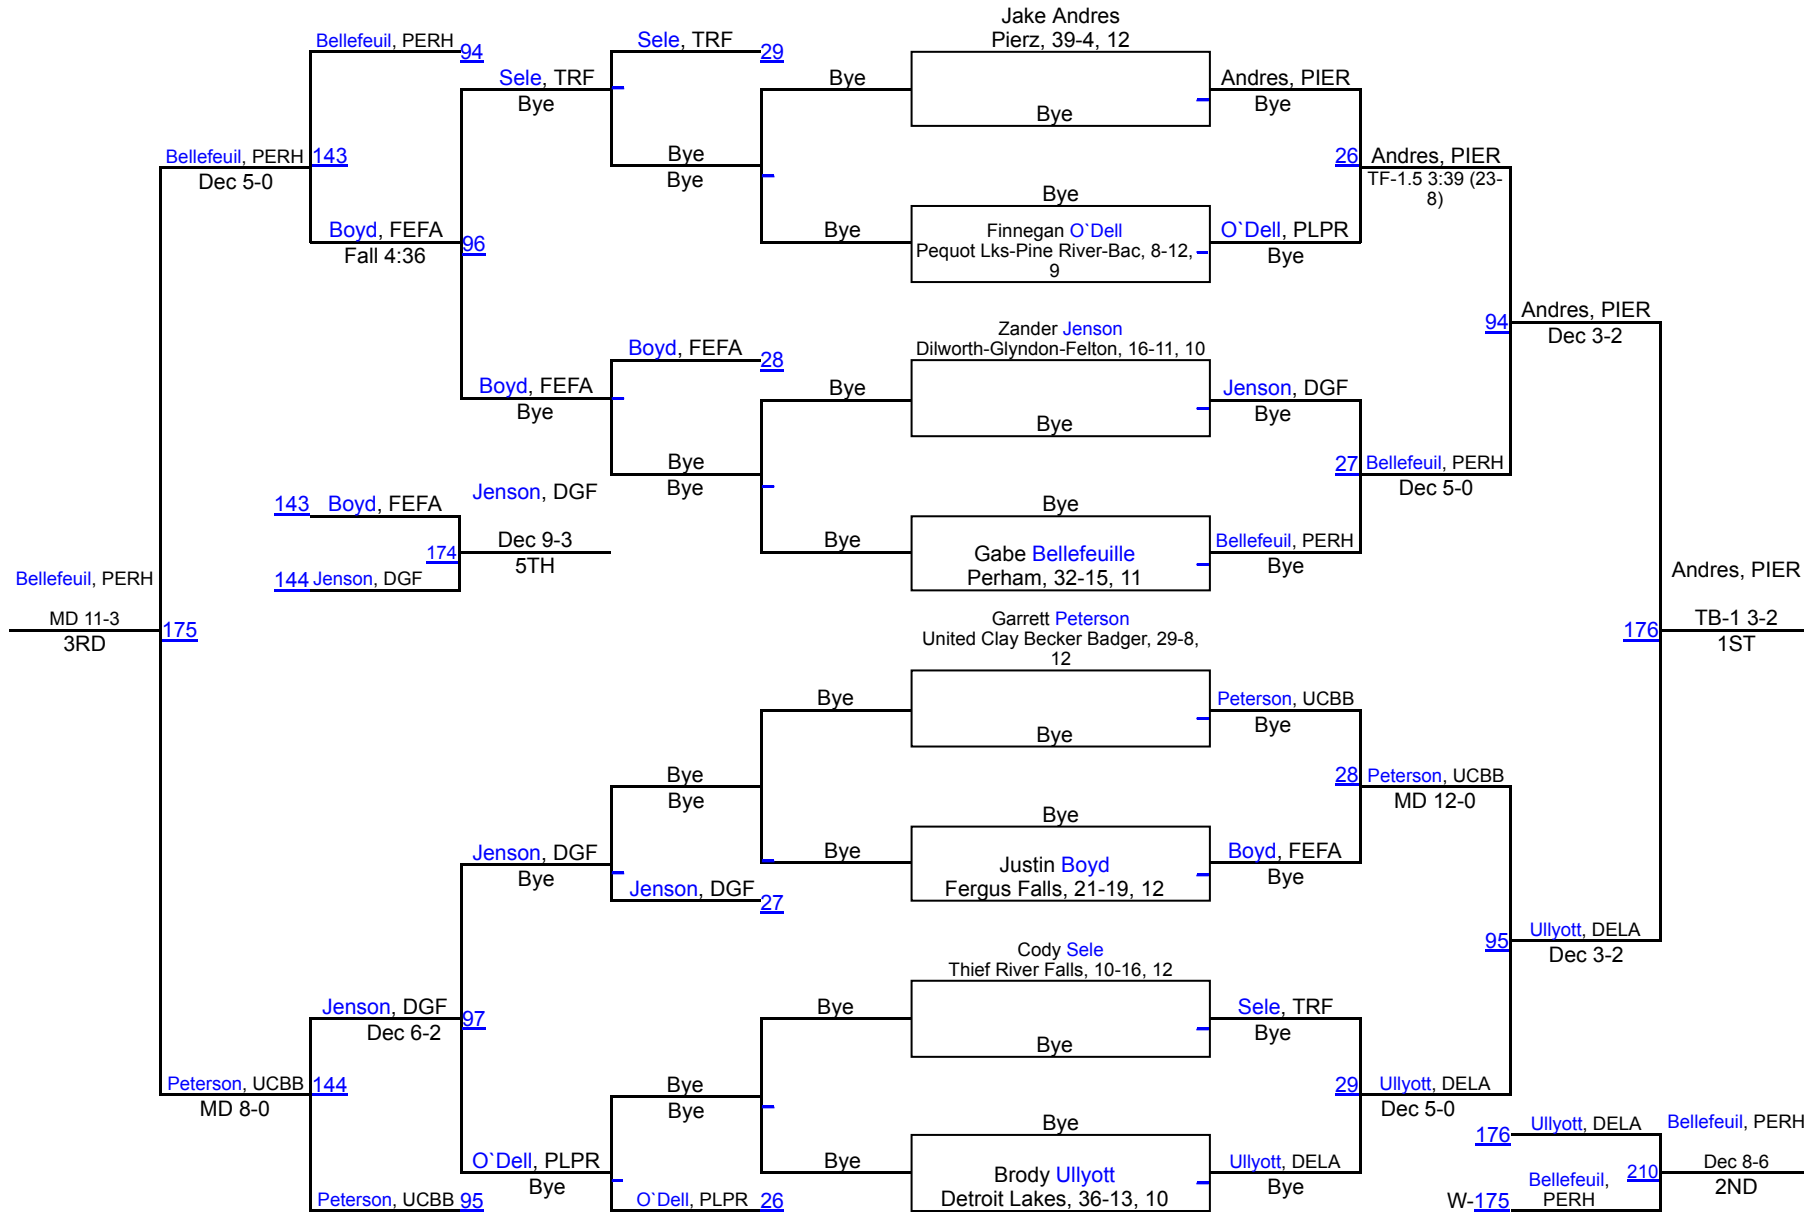 Jake Andres
Pierz, 39-4, 12
Bellefeuil, PERH
94
Sele, TRF
29
Sele, TRF
Bye
Bye
Bye
Andres, PIER
Bye
Bellefeuil, PERH
Dec 5-0
143
Bye
Bye
26
Andres, PIER
TF-1.5 3:39 (23-
8)
Boyd, FEFA
Fall 4:36
96
Bye
Bye
Finnegan O`Dell
Pequot Lks-Pine River-Bac, 8-12,
9
O`Dell, PLPR
Bye
94
Andres, PIER
Dec 3-2
Zander Jenson
Dilworth-Glyndon-Felton, 16-11, 10
Boyd, FEFA
28
Boyd, FEFA
Bye
Bye
Bye
Jenson, DGF
Bye
Bye
Bye
27
Bellefeuil, PERH
Dec 5-0
143
Boyd, FEFA
Jenson, DGF
174
Dec 9-3
5TH
144
Jenson, DGF
Bye
Bye
Gabe Bellefeuille
Perham, 32-15, 11
Bellefeuil, PERH
Bye
Bellefeuil, PERH
MD 11-3
3RD
175
Garrett Peterson
United Clay Becker Badger, 29-8,
12
Andres, PIER
176
TB-1 3-2
1ST
Bye
Bye
Peterson, UCBB
Bye
Bye
Bye
28
Peterson, UCBB
MD 12-0
Jenson, DGF
Bye
Jenson, DGF
27
Bye
Bye
Justin Boyd
Fergus Falls, 21-19, 12
Boyd, FEFA
Bye
95
Ullyott, DELA
Dec 3-2
Cody Sele
Thief River Falls, 10-16, 12
Jenson, DGF
Dec 6-2
97
Bye
Bye
Sele, TRF
Bye
Peterson, UCBB
MD 8-0
144
Bye
Bye
29
Ullyott, DELA
Dec 5-0
O`Dell, PLPR
Bye
Peterson, UCBB
95
O`Dell, PLPR
26
Bye
Bye
Brody Ullyott
Detroit Lakes, 36-13, 10
Ullyott, DELA
Bye
176
Ullyott, DELA
Bellefeuil, PERH
210
Dec 8-6
2ND
W-175
Bellefeuil,
PERH